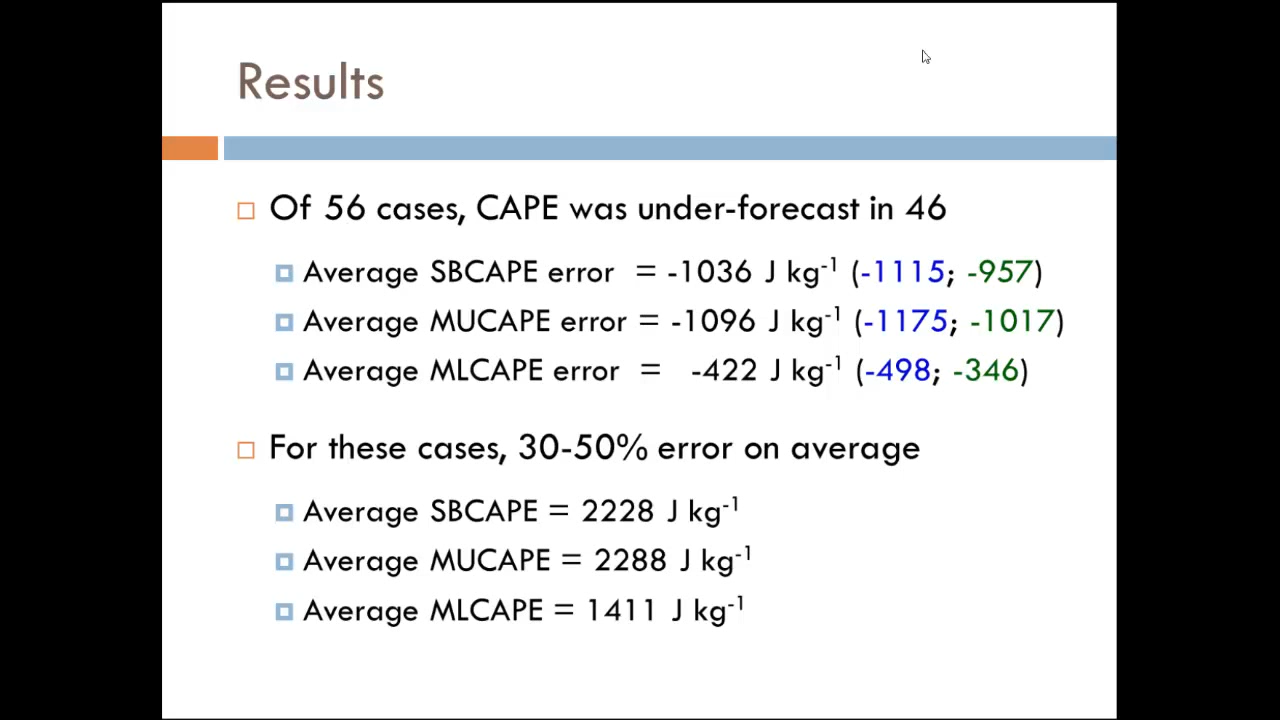 Results
Of 56 cases, CAPE was under-forecast in 46
Average SBCAPE error = -1036 J kg⁻¹ (-1115; -957)
Average MUCAPE error = -1096 J kg⁻¹ (-1175; -1017)
Average MLCAPE error = -422 J kg⁻¹ (-498; -346)
For these cases, 30-50% error on average
Average SBCAPE = 2228 J kg⁻¹
Average MUCAPE = 2288 J kg⁻¹
Average MLCAPE = 1411 J kg⁻¹